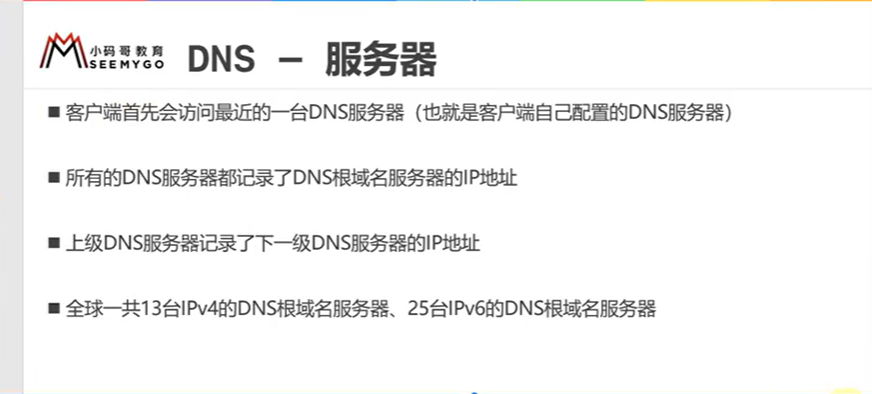 小码哥教育
SEEMYGO
DNS – 服务器
■ 客户端首先会访问最近的一台DNS服务器（也就是客户端自己配置的DNS服务器）
■ 所有的DNS服务器都记录了DNS根域名服务器的IP地址
■ 上级DNS服务器记录了下一级DNS服务器的IP地址
■ 全球一共13台IPv4的DNS根域名服务器、25台IPv6的DNS根域名服务器